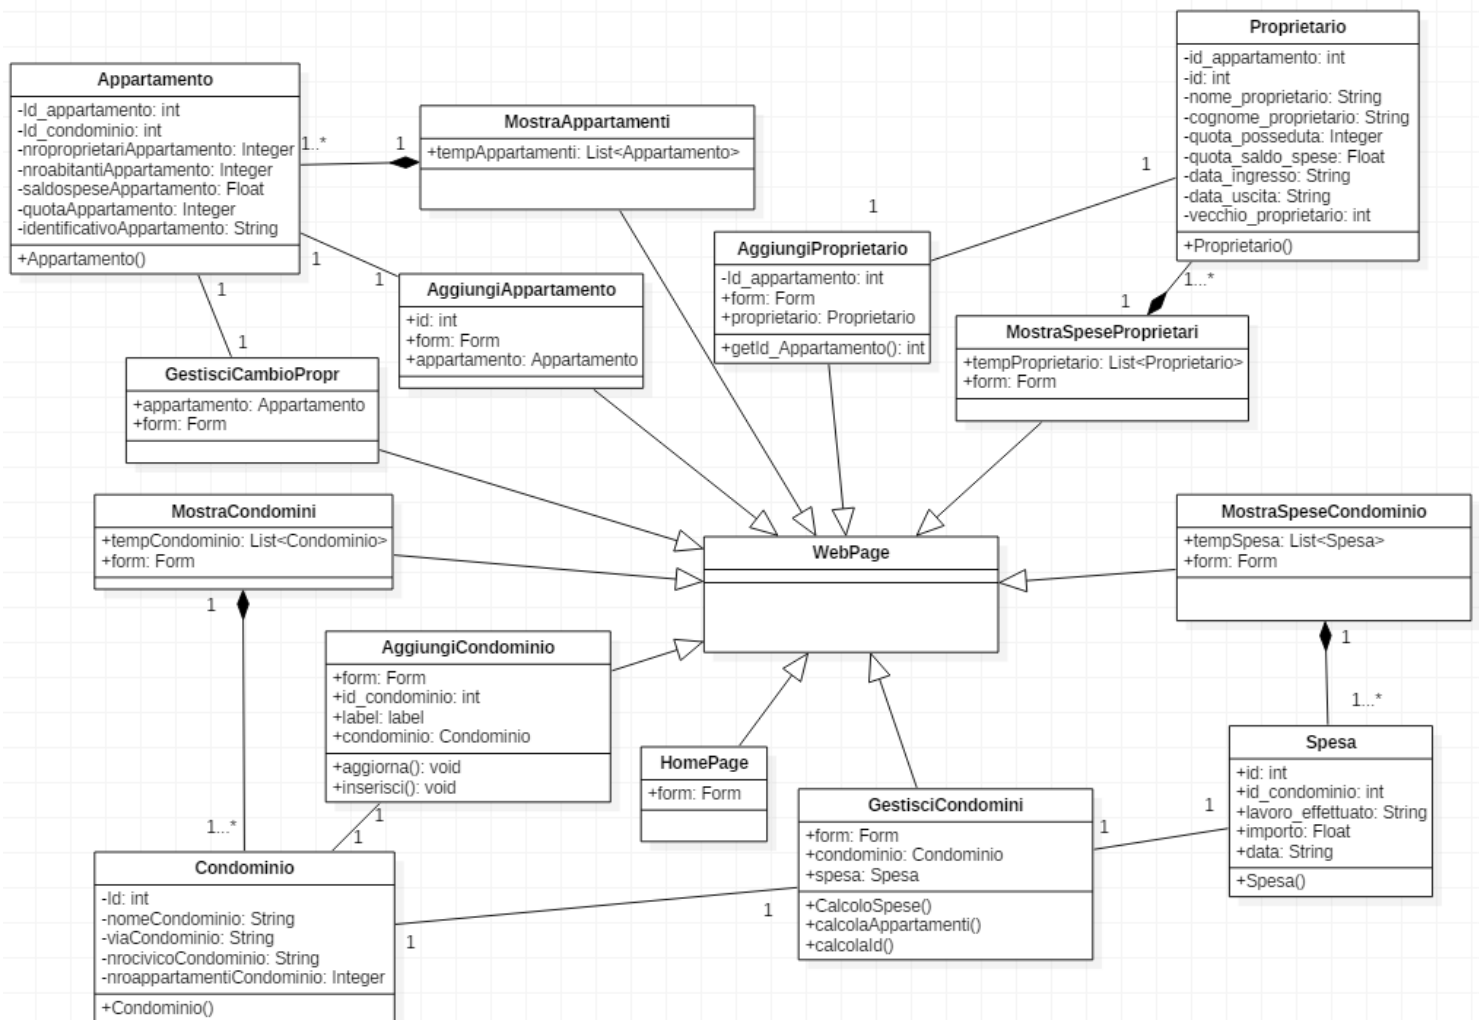 Proprietario
-id_appartamento: int
-id: int
-nome_proprietario: String
-cognome_proprietario: String
-quota_posseduta: Integer
-quota_saldo_spese: Float
-data_ingresso: String
-data_uscita: String
-vecchio_proprietario: int
+Proprietario()
Appartamento
-Id_appartamento: int
-Id_condominio: int
-nroproprietariAppartamento: Integer
-nroabitantiAppartamento: Integer
-saldospeseAppartamento: Float
-quotaAppartamento: Integer
-identificativoAppartamento: String
+Appartamento()
1..*
1
MostraAppartamenti
+tempAppartamenti: List<Appartamento>
1
1
AggiungiProprietario
-Id_appartamento: int
+form: Form
+proprietario: Proprietario
+getId_Appartamento(): int
1
1
AggiungiAppartamento
+id: int
+form: Form
+appartamento: Appartamento
1...*
1
MostraSpeseProprietari
+tempProprietario: List<Proprietario>
+form: Form
1
1
GestisciCambioPropr
+appartamento: Appartamento
+form: Form
MostraCondomini
+tempCondominio: List<Condominio>
+form: Form
1
WebPage
MostraSpeseCondominio
+tempSpesa: List<Spesa>
+form: Form
1
1...*
AggiungiCondominio
+form: Form
+id_condominio: int
+label: label
+condominio: Condominio
+aggiorna(): void
+inserisci(): void
1
1
1...*
HomePage
+form: Form
Spesa
+id: int
+id_condominio: int
+lavoro_effettuato: String
+importo: Float
+data: String
+Spesa()
GestisciCondomini
+form: Form
+condominio: Condominio
+spesa: Spesa
+CalcoloSpese()
+calcolaAppartamenti()
+calcolaId()
1
1
1
1
Condominio
-Id: int
-nomeCondominio: String
-viaCondominio: String
-nrocivicoCondominio: String
-nroappartamentiCondominio: Integer
+Condominio()